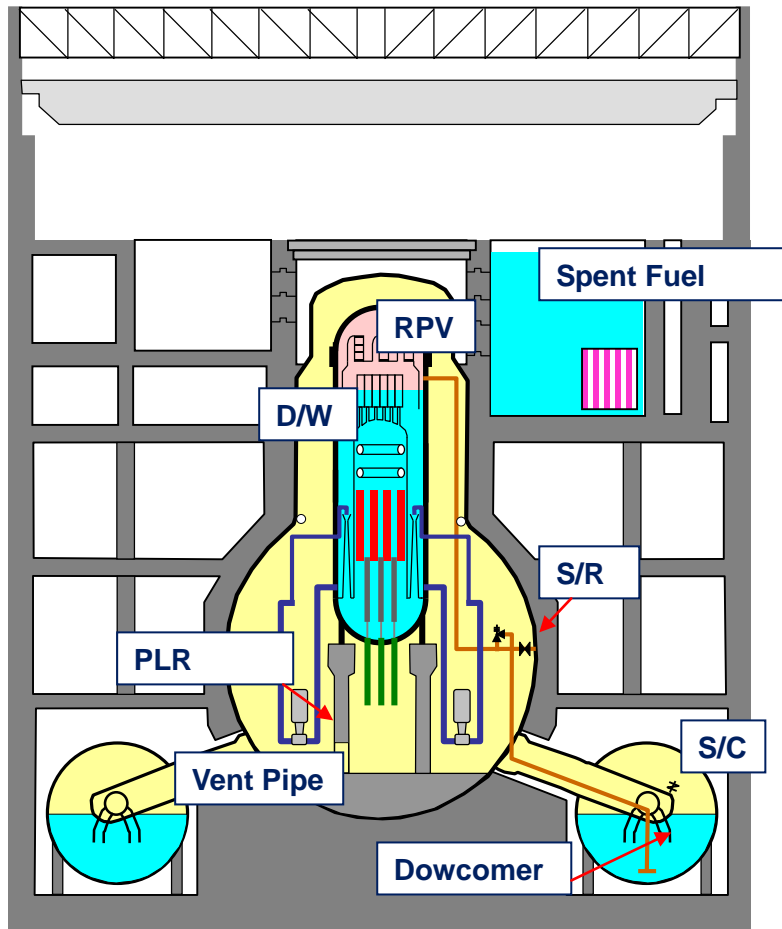 Spent Fuel
RPV
D/W
S/R
PLR
S/C
Vent Pipe
Dowcomer